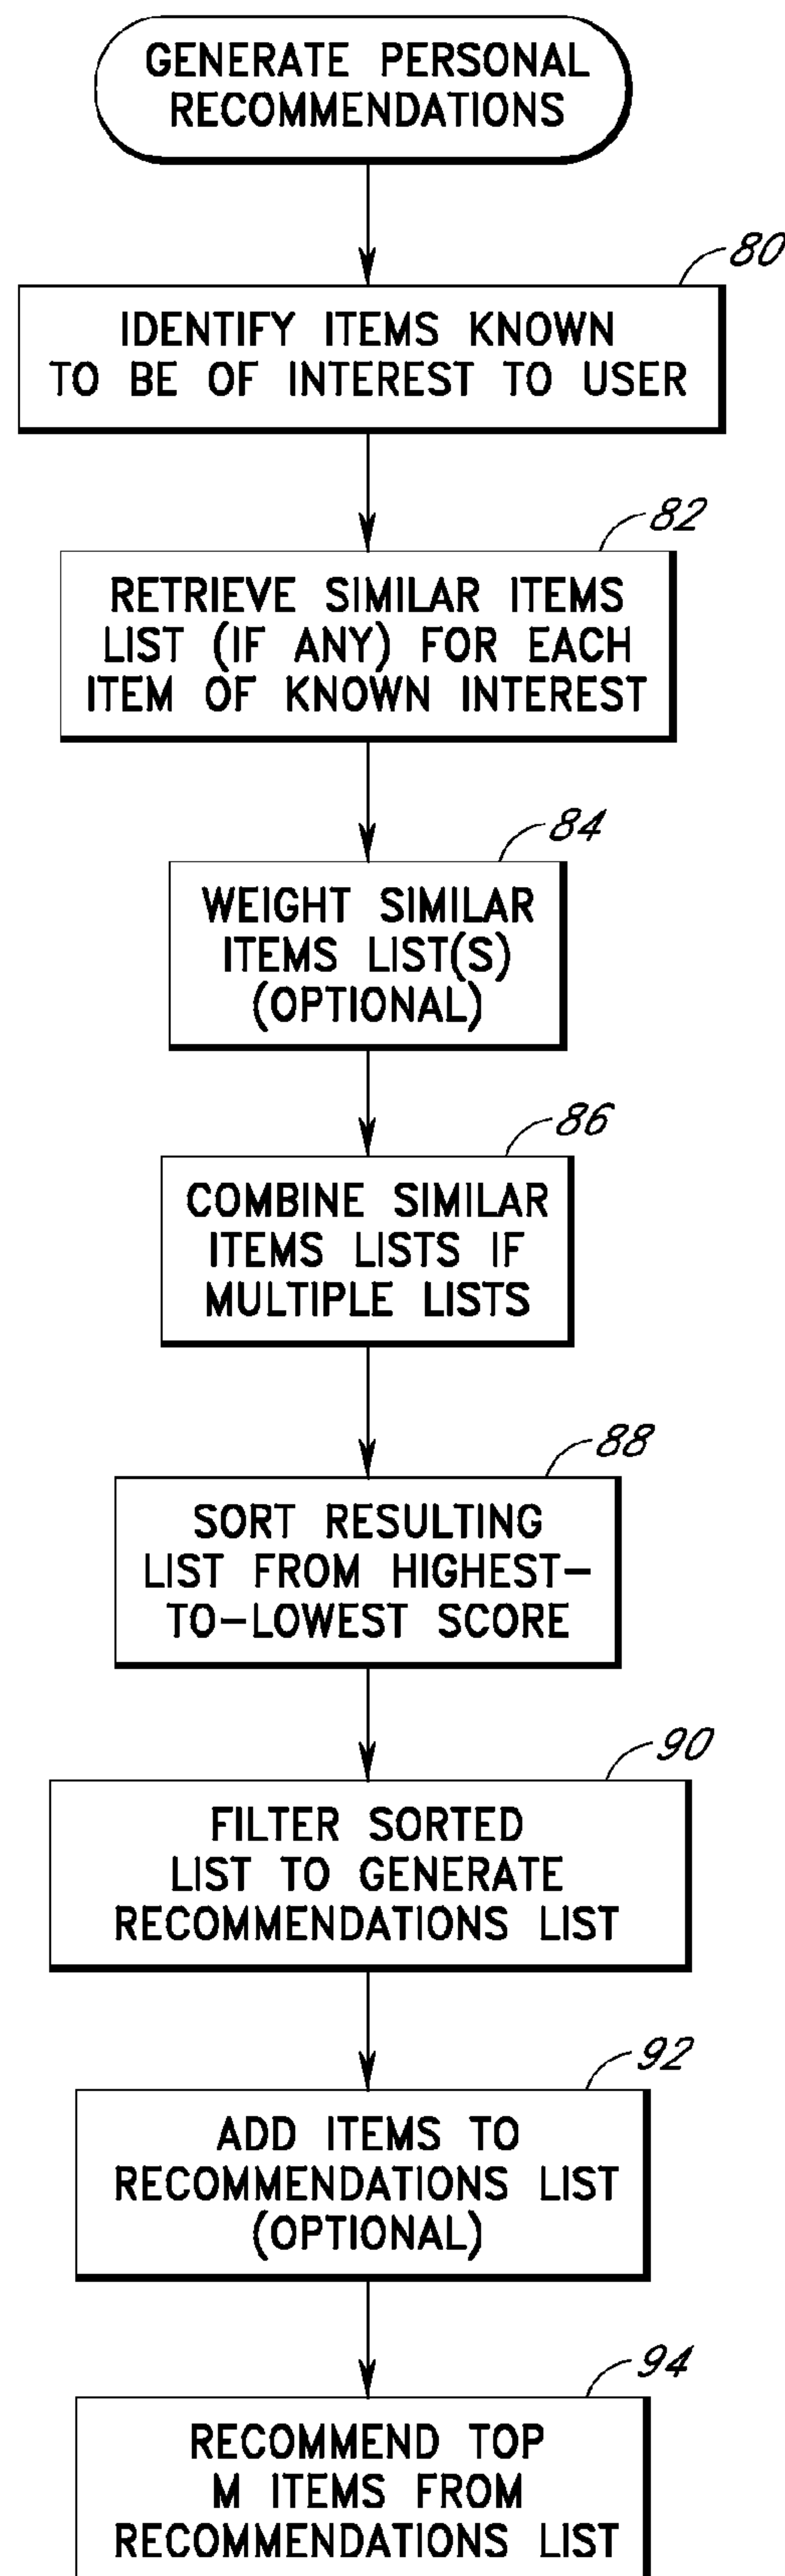 GENERATE PERSONAL
RECOMMENDATIONS
80
IDENTIFY ITEMS KNOWN
TO BE OF INTEREST TO USER
82
RETRIEVE SIMILAR ITEMS
LIST (IF ANY) FOR EACH
ITEM OF KNOWN INTEREST
84
WEIGHT SIMILAR
ITEMS LIST(S)
(OPTIONAL)
86
COMBINE SIMILAR
ITEMS LISTS IF
MULTIPLE LISTS
88
SORT RESULTING
LIST FROM HIGHEST-
TO-LOWEST SCORE
90
FILTER SORTED
LIST TO GENERATE
RECOMMENDATIONS LIST
92
ADD ITEMS TO
RECOMMENDATIONS LIST
(OPTIONAL)
94
RECOMMEND TOP
M ITEMS FROM
RECOMMENDATIONS LIST